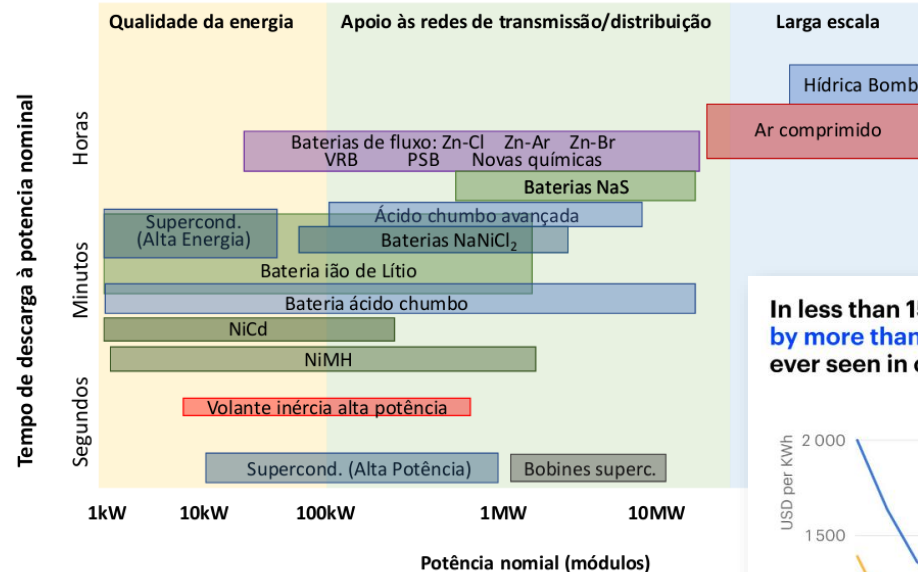 Qualidade da energia
Apoio às redes de transmissão/distribuição
Larga escala
Tempo de descarga à potencia nominal
Horas
Minutos
Segundos
Hídrica Bomb
Ar comprimido
Baterias de fluxo: Zn-Cl Zn-Ar Zn-Br
VRB PSB Novas químicas
Baterias NaS
Ácido chumbo avançada
Supercond.
(Alta Energia)
Baterias NaNiCl₂
Bateria ião de Lítio
Bateria ácido chumbo
NiCd
NiMH
Volante inércia alta potência
Supercond. (Alta Potência)
Bobines superc.
1kW 10kW 100kW 1MW 10MW
Potência nomial (módulos)
In less than 15
by more than
ever seen in c
USD per KWh
2 000
1 500